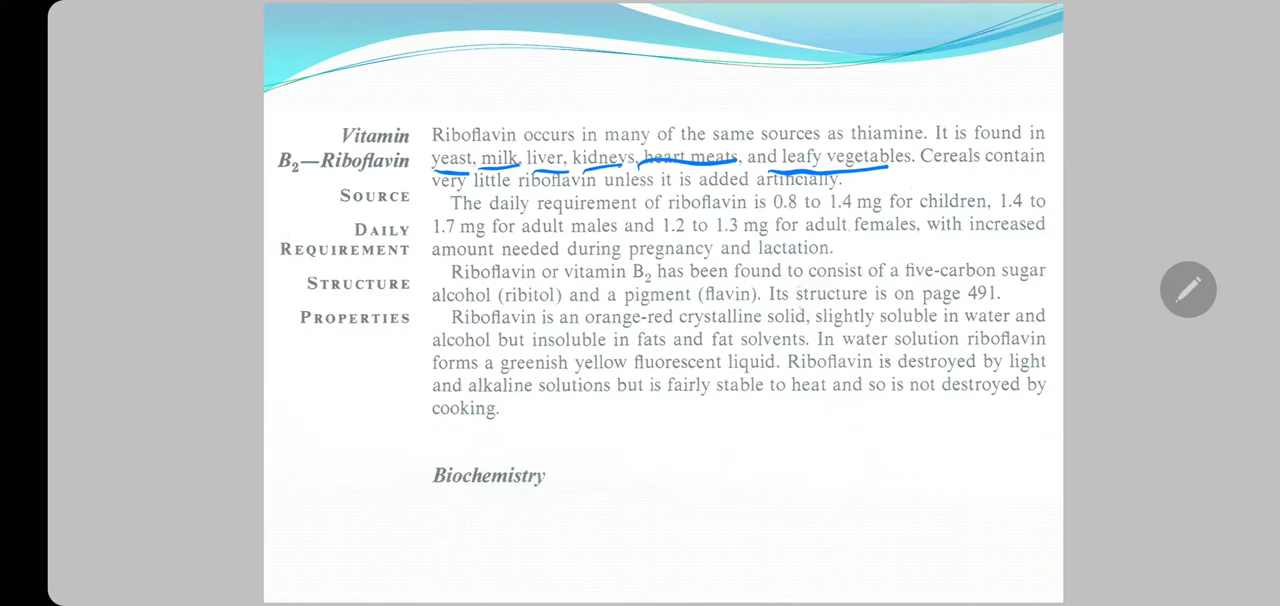 Vitamin
B2—Riboflavin
SOURCE
DAILY
REQUIREMENT
STRUCTURE
PROPERTIES
Riboflavin occurs in many of the same sources as thiamine. It is found in
yeast, milk, liver, kidneys, heart meats, and leafy vegetables. Cereals contain
very little riboflavin unless it is added artificially.
The daily requirement of riboflavin is 0.8 to 1.4 mg for children, 1.4 to
1.7 mg for adult males and 1.2 to 1.3 mg for adult females, with increased
amount needed during pregnancy and lactation.
Riboflavin or vitamin B2 has been found to consist of a five-carbon sugar
alcohol (ribitol) and a pigment (flavin). Its structure is on page 491.
Riboflavin is an orange-red crystalline solid, slightly soluble in water and
alcohol but insoluble in fats and fat solvents. In water solution riboflavin
forms a greenish yellow fluorescent liquid. Riboflavin is destroyed by light
and alkaline solutions but is fairly stable to heat and so is not destroyed by
cooking.
Biochemistry